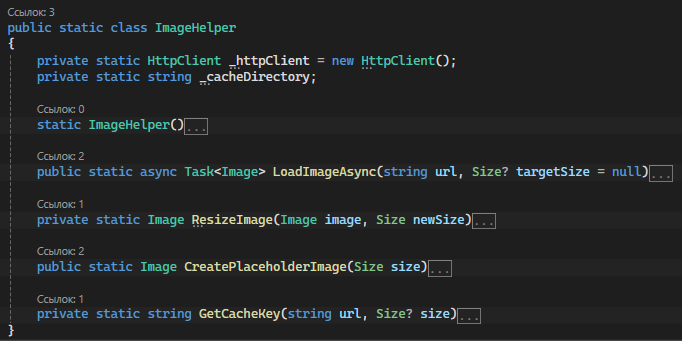 Ссылок: 3
public static class ImageHelper
{
private static HttpClient _httpClient = new HttpClient();
private static string _cacheDirectory;
Ссылок: 0
static ImageHelper()...
Ссылок: 2
public static async Task<Image> LoadImageAsync(string url, Size? targetSize = null)...
Ссылок: 1
private static Image ResizeImage(Image image, Size newSize)...
Ссылок: 2
public static Image CreatePlaceholderImage(Size size)...
Ссылок: 1
private static string GetCacheKey(string url, Size? size)...
}